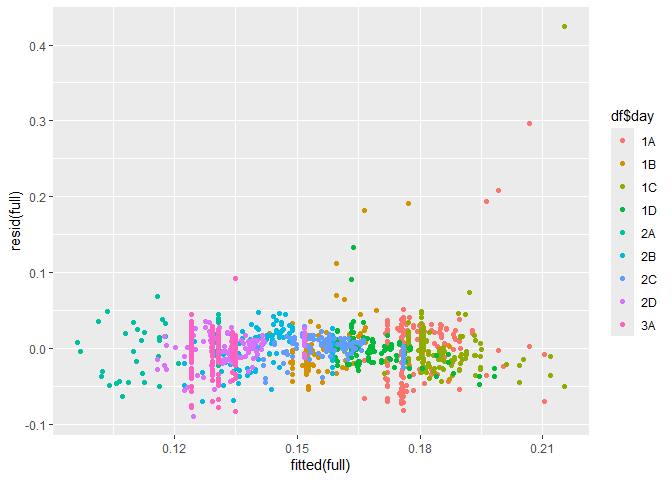 0.4
0.3
0.2
0.1
0.0
-0.1
resid(full)
0.12
0.15
0.18
0.21
fitted(full)
df$day
1A
1B
1C
1D
2A
2B
2C
2D
3A